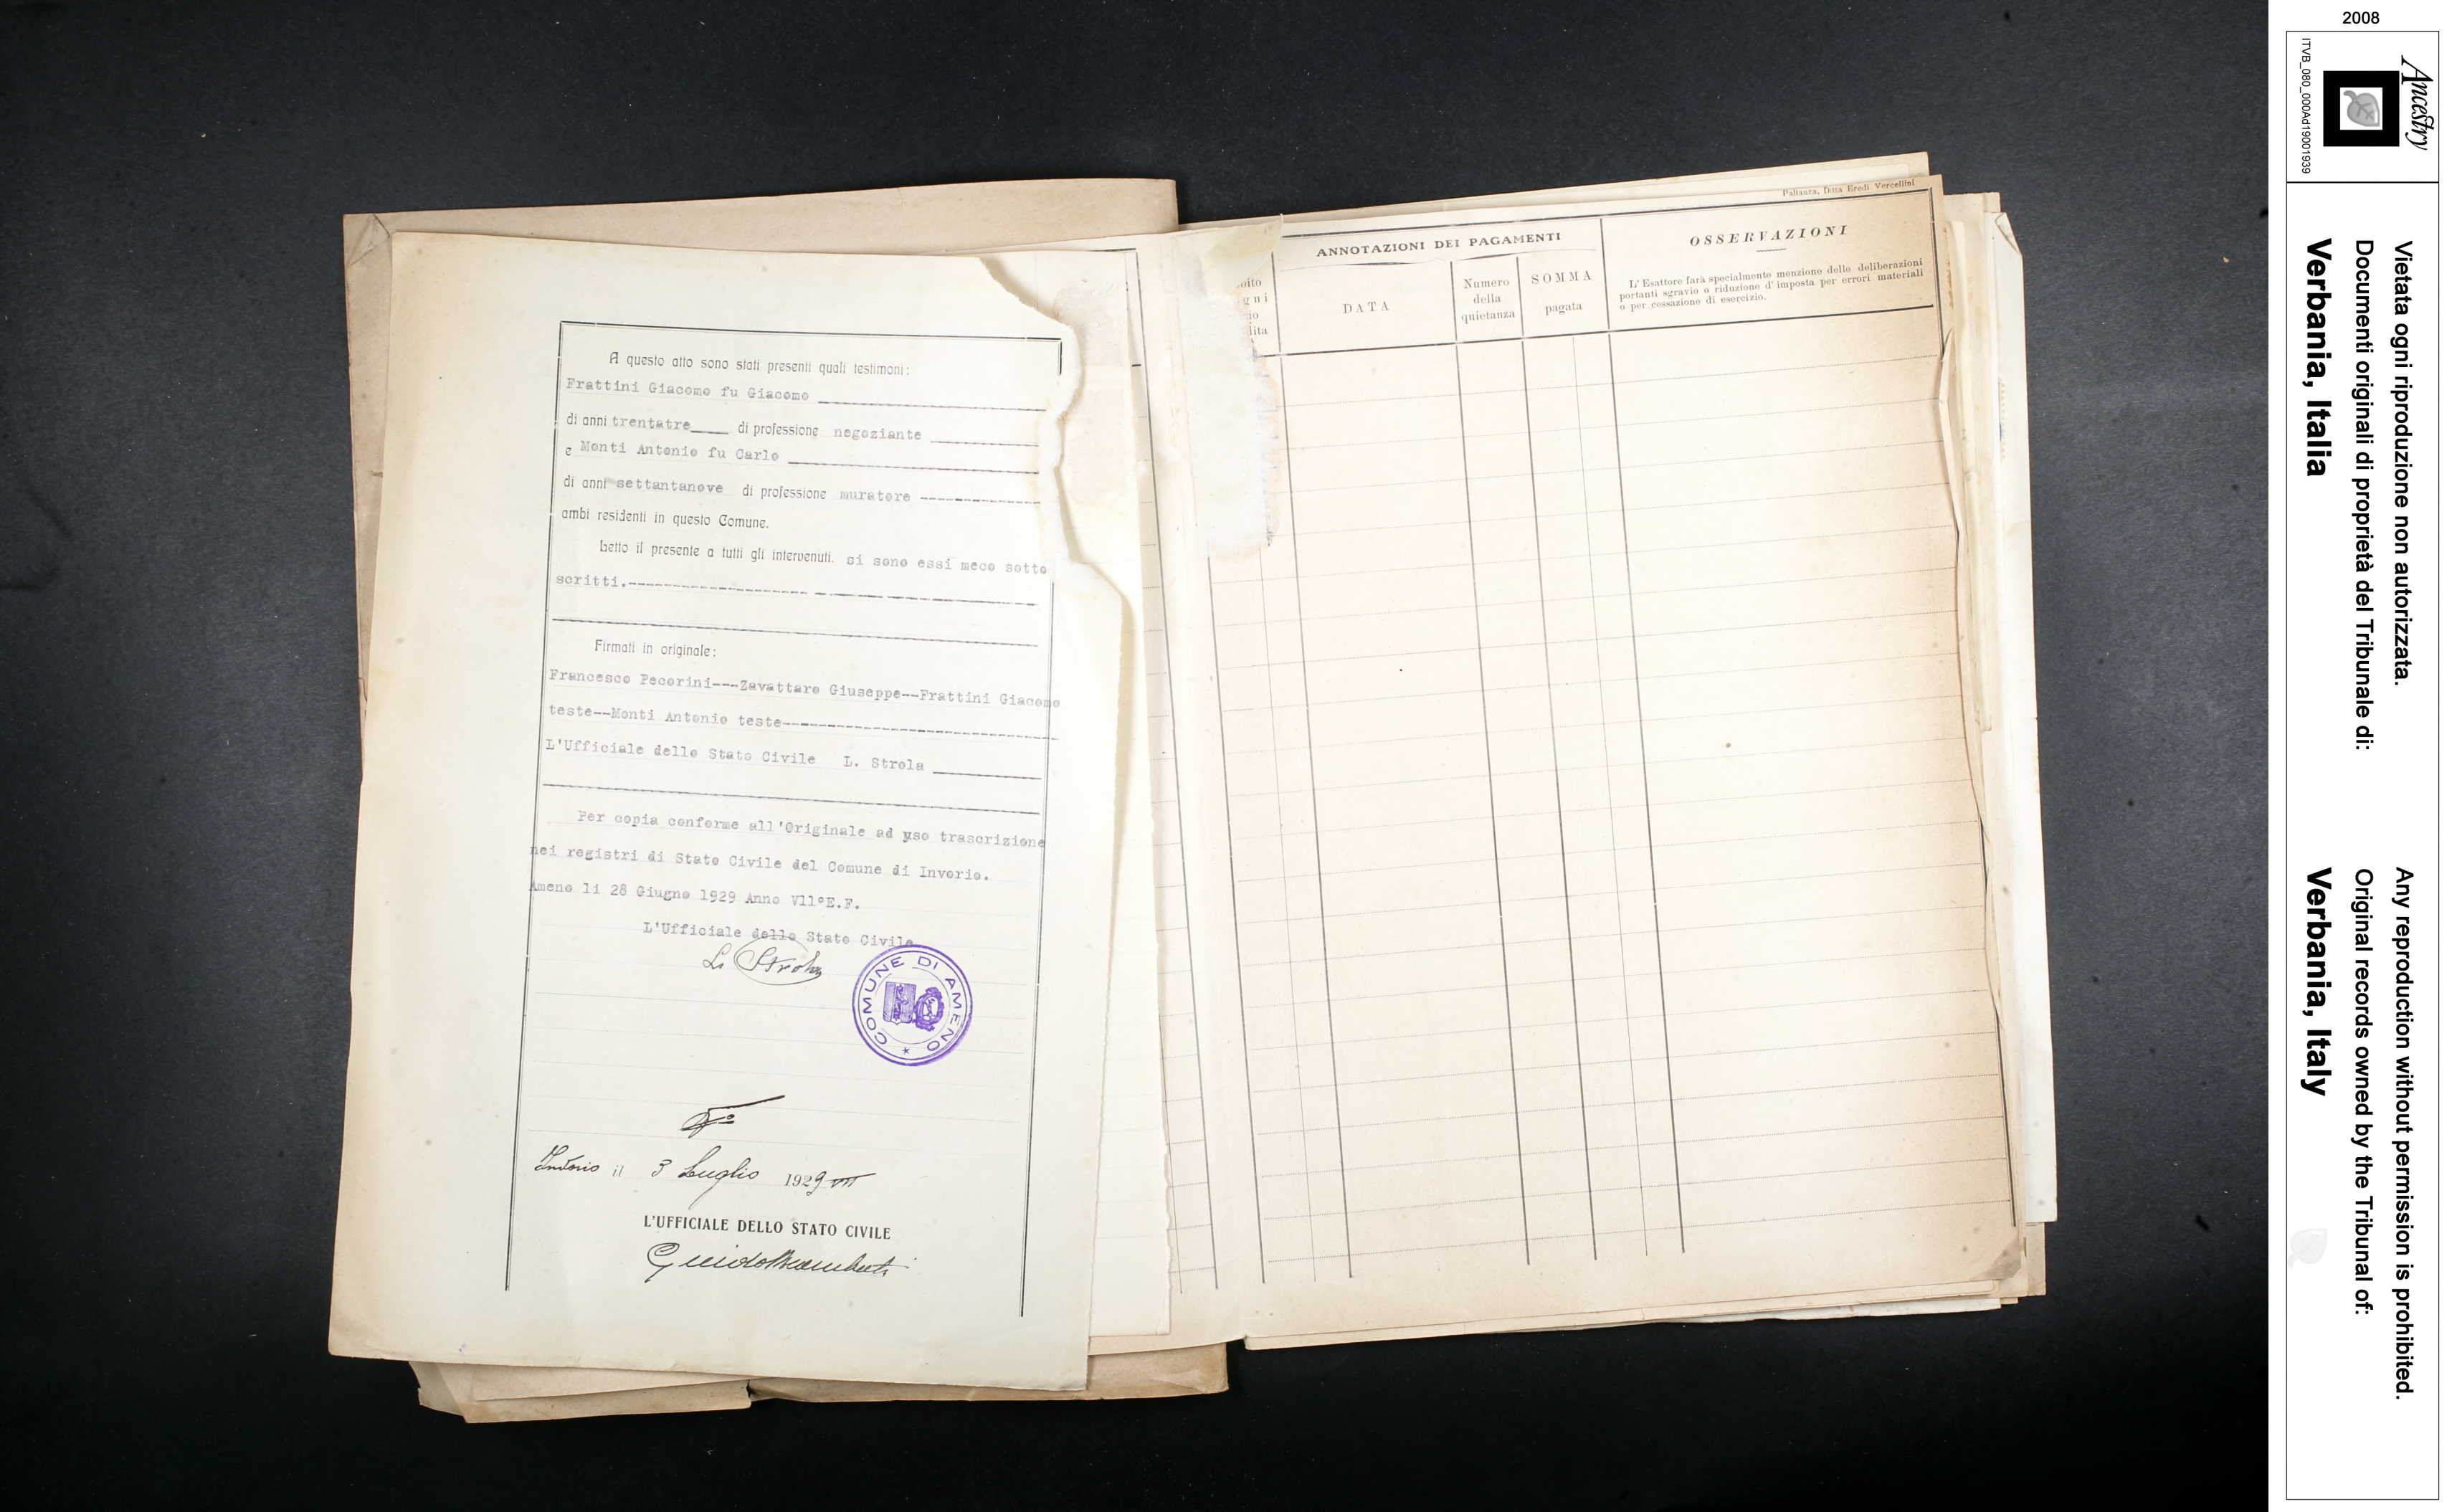 A questo atto sono stati presenti quali testimoni:
Frattini Giacomo fu Giacomo
di anni trentatre di professione negoziante
e Monti Antonio fu Carlo
di anni settantanove di professione muratore
ambi residenti in questo Comune.
Letto il presente a tutti gli intervenuti. si sono essi meco sotto
scritti.
Firmati in originale:
Francesco Pecorini---Zavattaro Giuseppe--Frattini Giacomo
teste--Monti Antonio teste
L'Ufficiale dello Stato Civile L. Strola
Per copia conforme all'Originale ad uso trascrizione
nei registri di Stato Civile del Comune di Invorio.
Ameno li 28 Giugno 1929 Anno Vll°E.F.
L'Ufficiale dello Stato Civile
L. Strola
COMUNE DI AMENO
Invorio il 3 Luglio 1929 VII
L'UFFICIALE DELLO STATO CIVILE
Pallanza, Ditta Eredi Vercellini
ANNOTAZIONI DEI PAGAMENTI
OSSERVAZIONI
L'Esattore farà specialmente menzione delle deliberazioni
portanti sgravio o riduzione d'imposta per errori materiali
o per cessazione di esercizio.
DATA
Numero
della
quietanza
SOMMA
pagata
2008
Ancestry
ITVB_080_000Ad19001939
Vietata ogni riproduzione non autorizzata.
Documenti originali di proprietà del Tribunale di:
Verbania, Italia
Any reproduction without permission is prohibited.
Original records owned by the Tribunal of:
Verbania, Italy